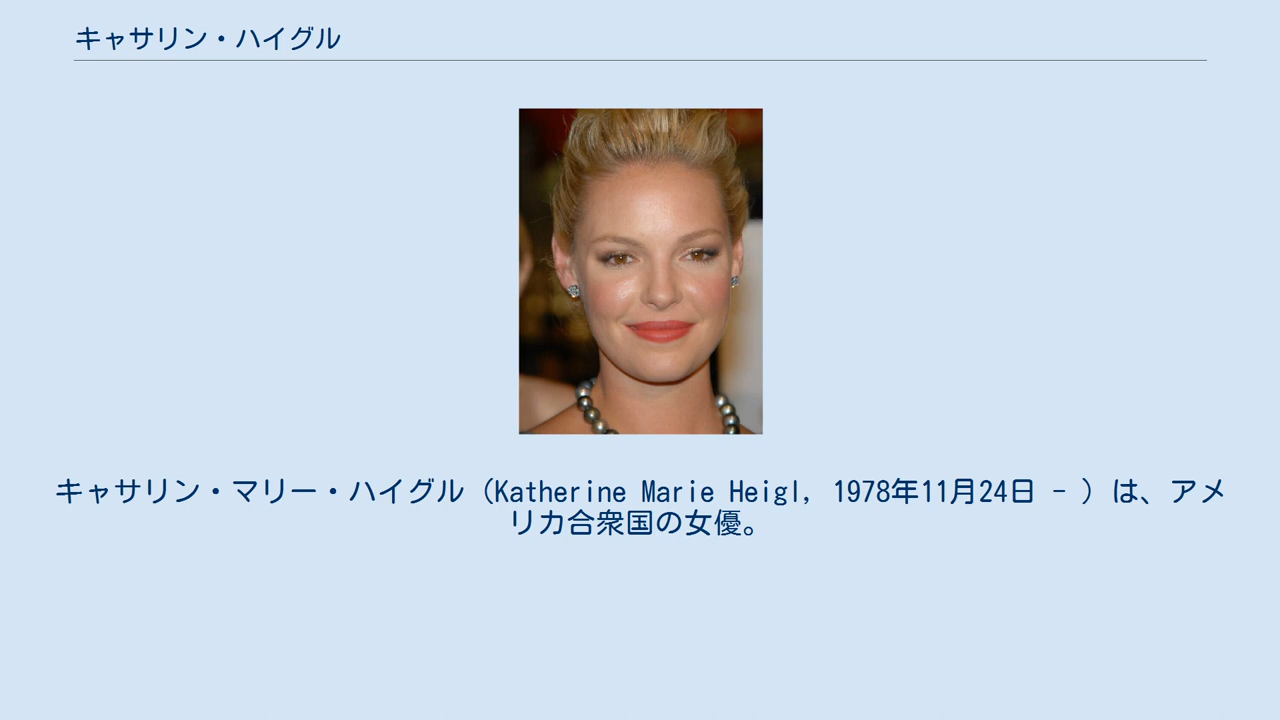 キャサリン・ハイグル
キャサリン・マリー・ハイグル（Katherine Marie Heigl, 1978年11月24日 - ）は、アメ
リカ合衆国の女優。